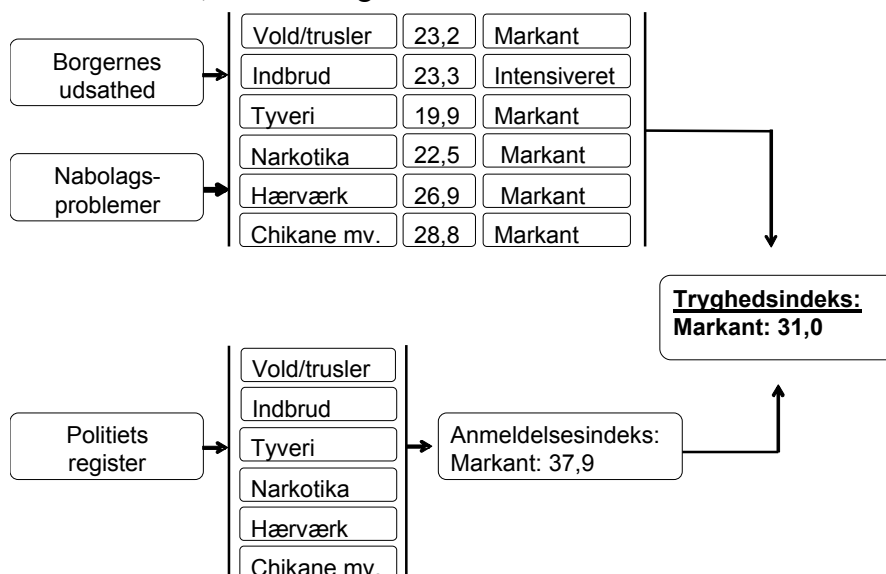 Vold/trusler 23,2 Markant
Borgernes
udsathed
Indbrud 23,3 Intensiveret
Tyveri 19,9 Markant
Narkotika 22,5 Markant
Nabolags-
problemer
Hærværk 26,9 Markant
Chikane mv. 28,8 Markant
Tryghedsindeks:
Markant: 31,0
Vold/trusler
Indbrud
Politiets
register
Tyveri
Anmeldelsesindeks:
Markant: 37,9
Narkotika
Hærværk
Chikane mv.